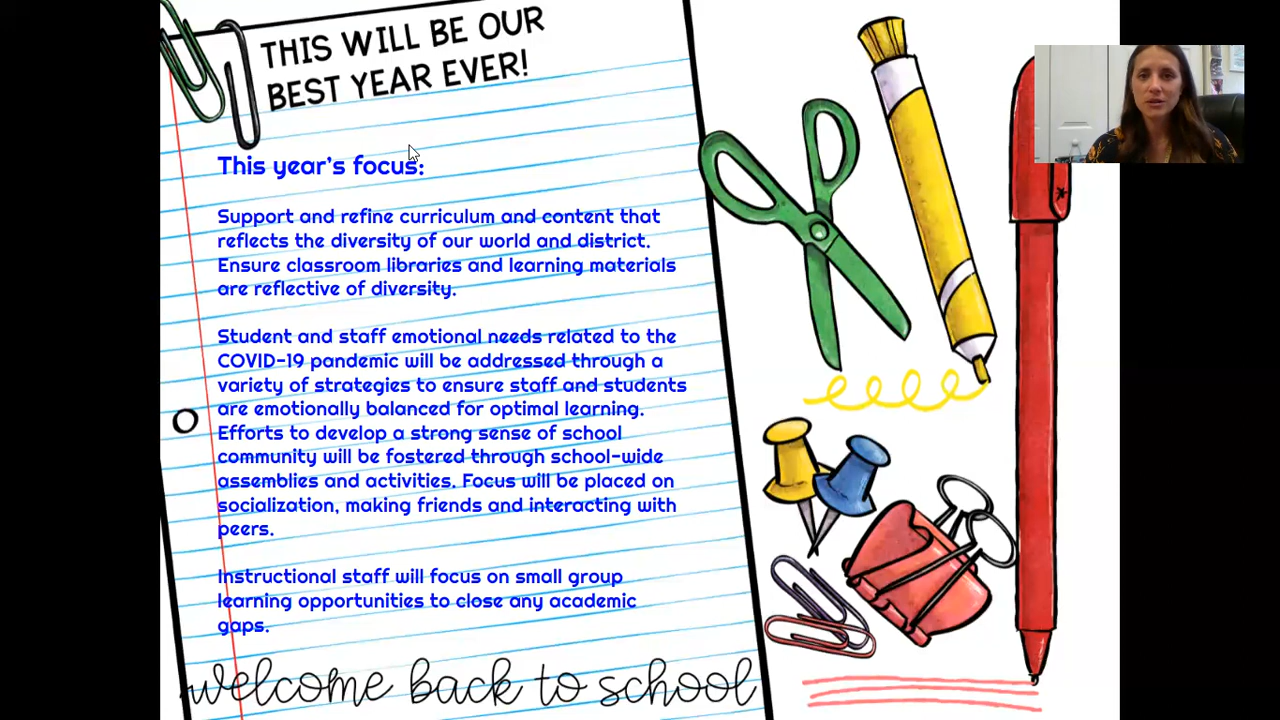 THIS WILL BE OUR
BEST YEAR EVER!
This year's focus:
Support and refine curriculum and content that
reflects the diversity of our world and district.
Ensure classroom libraries and learning materials
are reflective of diversity.
Student and staff emotional needs related to the
COVID-19 pandemic will be addressed through a
variety of strategies to ensure staff and students
are emotionally balanced for optimal learning.
Efforts to develop a strong sense of school
community will be fostered through school-wide
assemblies and activities. Focus will be placed on
socialization, making friends and interacting with
peers.
Instructional staff will focus on small group
learning opportunities to close any academic
gaps.
welcome back to school